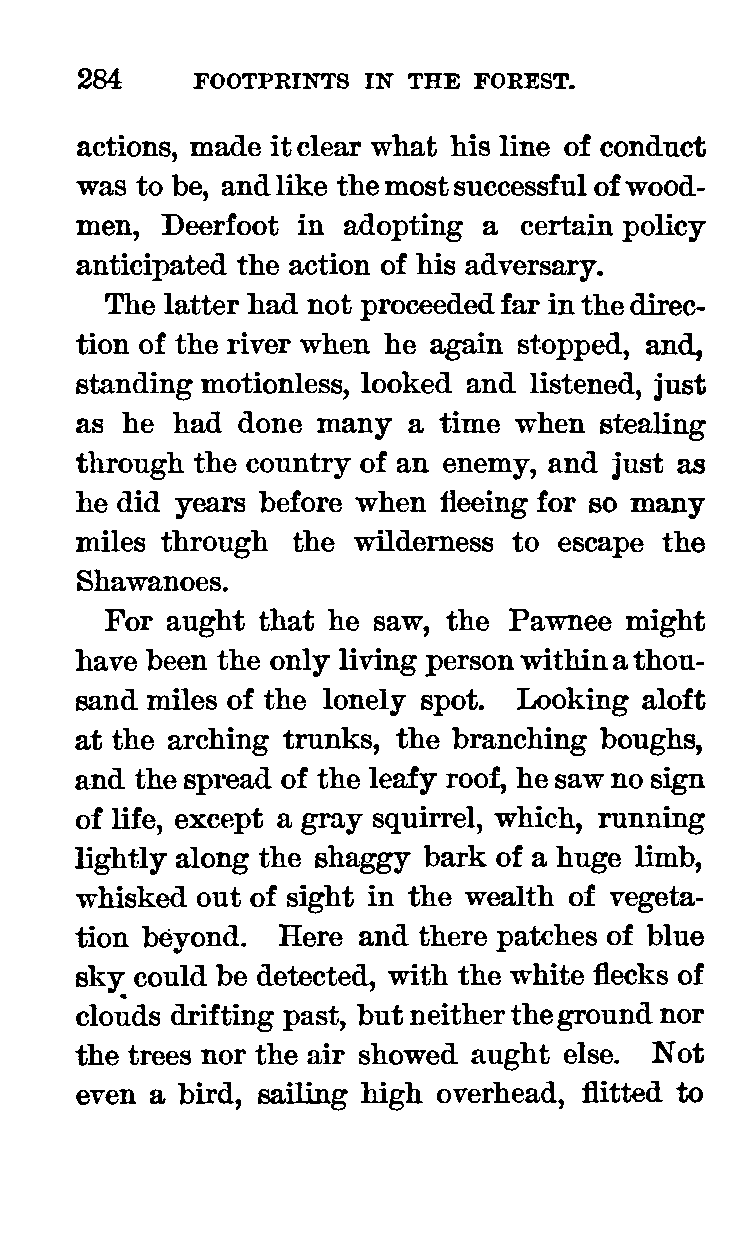 284 FOOTPRINTS IN THE FOREST.
actions, made it clear what his line of conduct
was to be, and like the most successful of wood-
men, Deerfoot in adopting a certain policy
anticipated the action of his adversary.
The latter had not proceeded far in the direc-
tion of the river when he again stopped, and,
standing motionless, looked and listened, just
as he had done many a time when stealing
through the country of an enemy, and just as
he did years before when fleeing for so many
miles through the wilderness to escape the
Shawanoes.
For aught that he saw, the Pawnee might
have been the only living person within a thou-
sand miles of the lonely spot. Looking aloft
at the arching trunks, the branching boughs,
and the spread of the leafy roof, he saw no sign
of life, except a gray squirrel, which, running
lightly along the shaggy bark of a huge limb,
whisked out of sight in the wealth of vegeta-
tion beyond. Here and there patches of blue
sky could be detected, with the white flecks of
clouds drifting past, but neither the ground nor
the trees nor the air showed aught else. Not
even a bird, sailing high overhead, flitted to